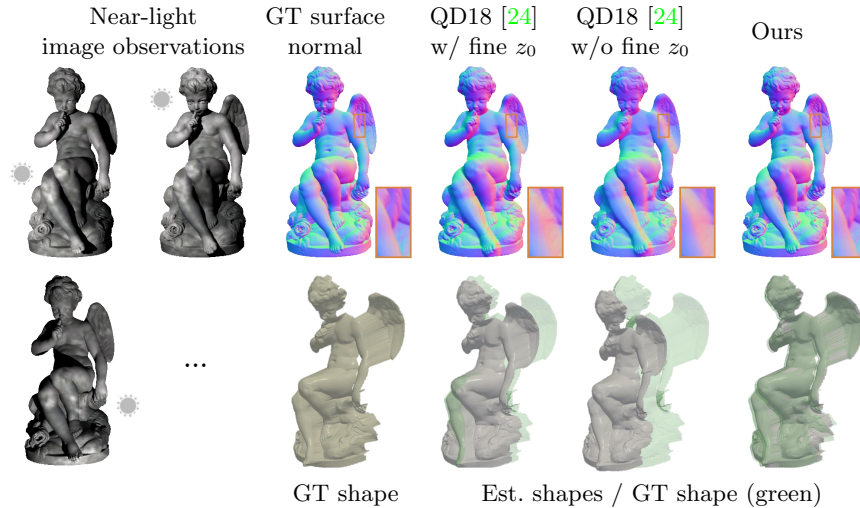 Near-light
image observations
GT surface
normal
QD18 [24]
w/ fine z₀
QD18 [24]
w/o fine z₀
Ours
...
GT shape
Est. shapes / GT shape (green)